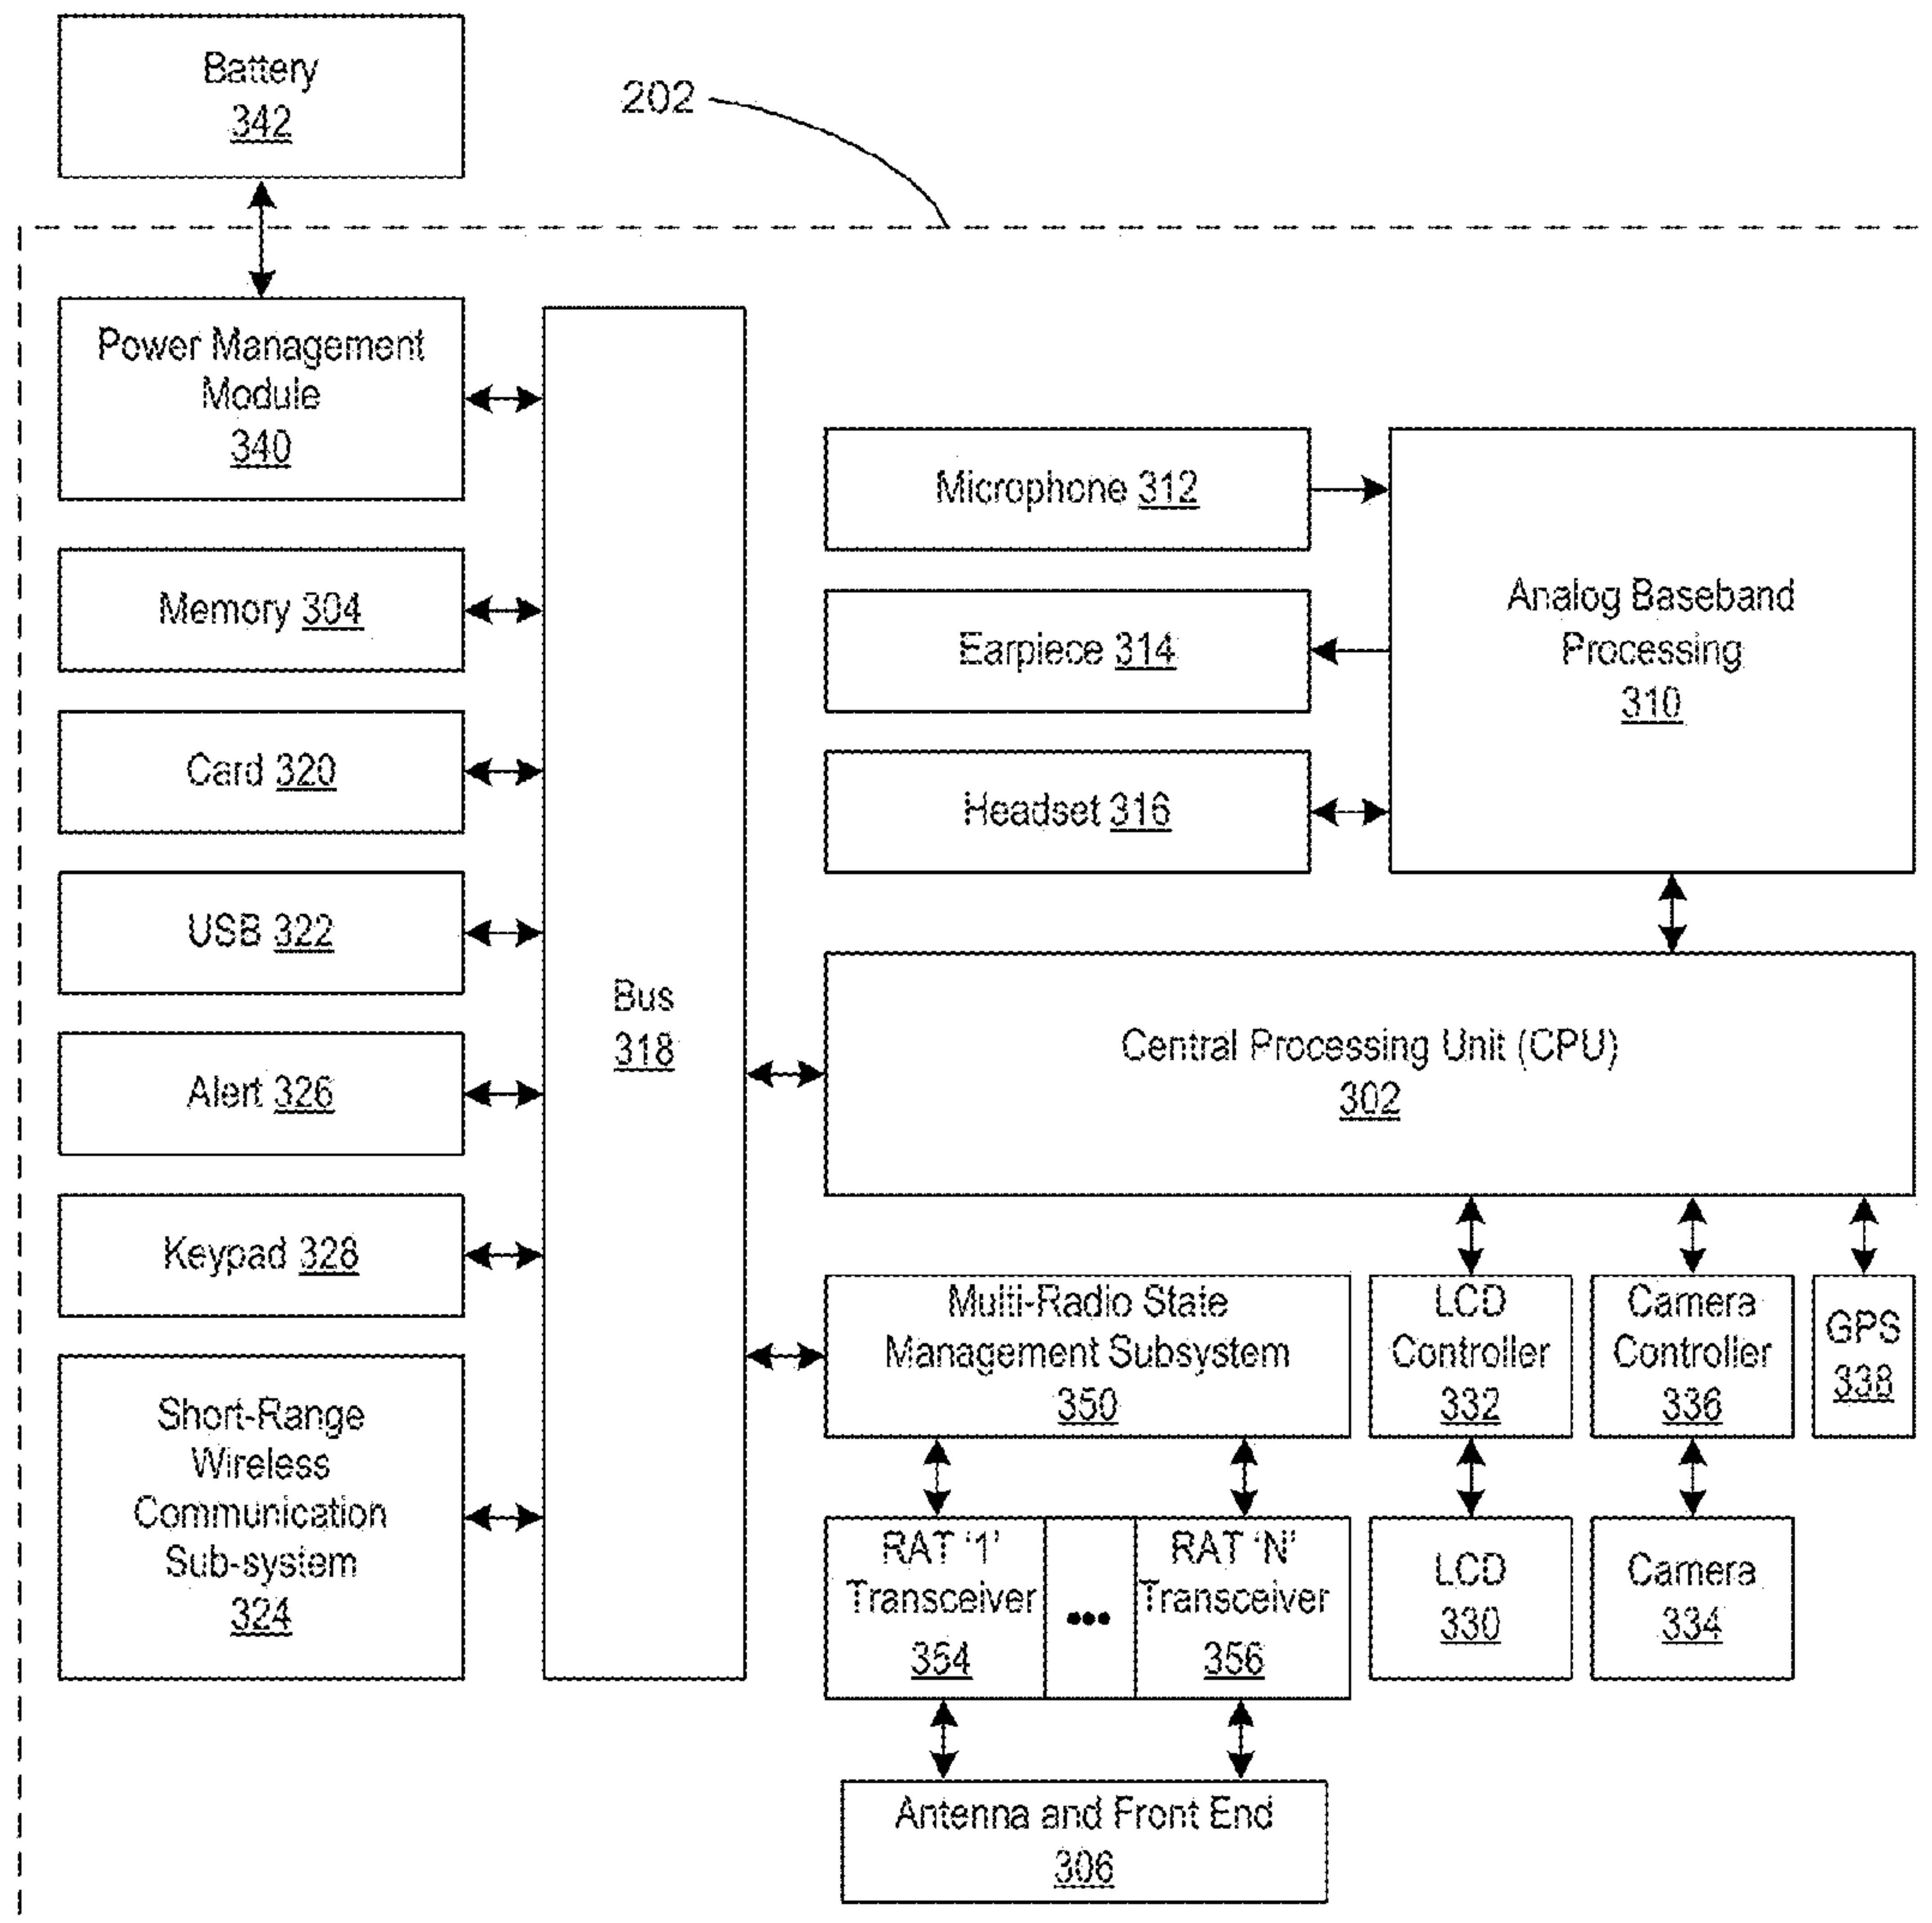 Battery
342
202
Power Management
Module
340
Memory 304
Card 320
USB 322
Alert 326
Keypad 328
Short-Range
Wireless
Communication
Sub-system
324
Bus
318
Microphone 312
Earpiece 314
Headset 316
Analog Baseband
Processing
310
Central Processing Unit (CPU)
302
Multi-Radio State
Management Subsystem
350
LCD
Controller
332
Camera
Controller
336
GPS
338
RAT ‘1’
Transceiver
354
•••
RAT ‘N’
Transceiver
356
LCD
330
Camera
334
Antenna and Front End
306